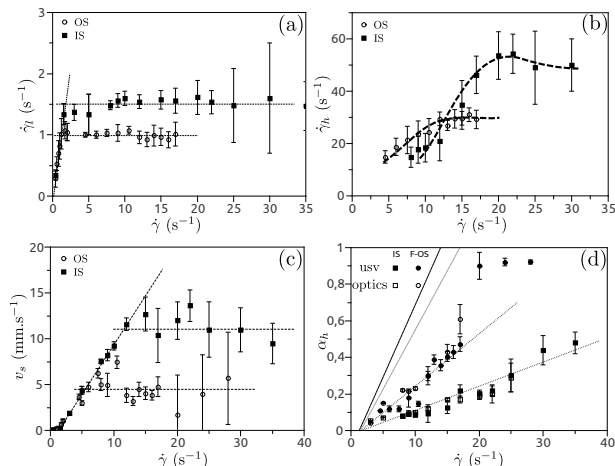 (a)
OS
IS
γ̇l (s⁻¹)
3
2
1
0
0 5 10 15 20 25 30 35
γ̇ (s⁻¹)
(b)
OS
IS
γ̇h (s⁻¹)
60
40
20
0
0 5 10 15 20 25 30 35
γ̇ (s⁻¹)
(c)
OS
IS
vs (mm.s⁻¹)
20
15
10
5
0
0 10 20 30 40
γ̇ (s⁻¹)
(d)
IS F-OS
usv
optics
αh
1
0,8
0,6
0,4
0,2
0
0 10 20 30 40
γ̇ (s⁻¹)